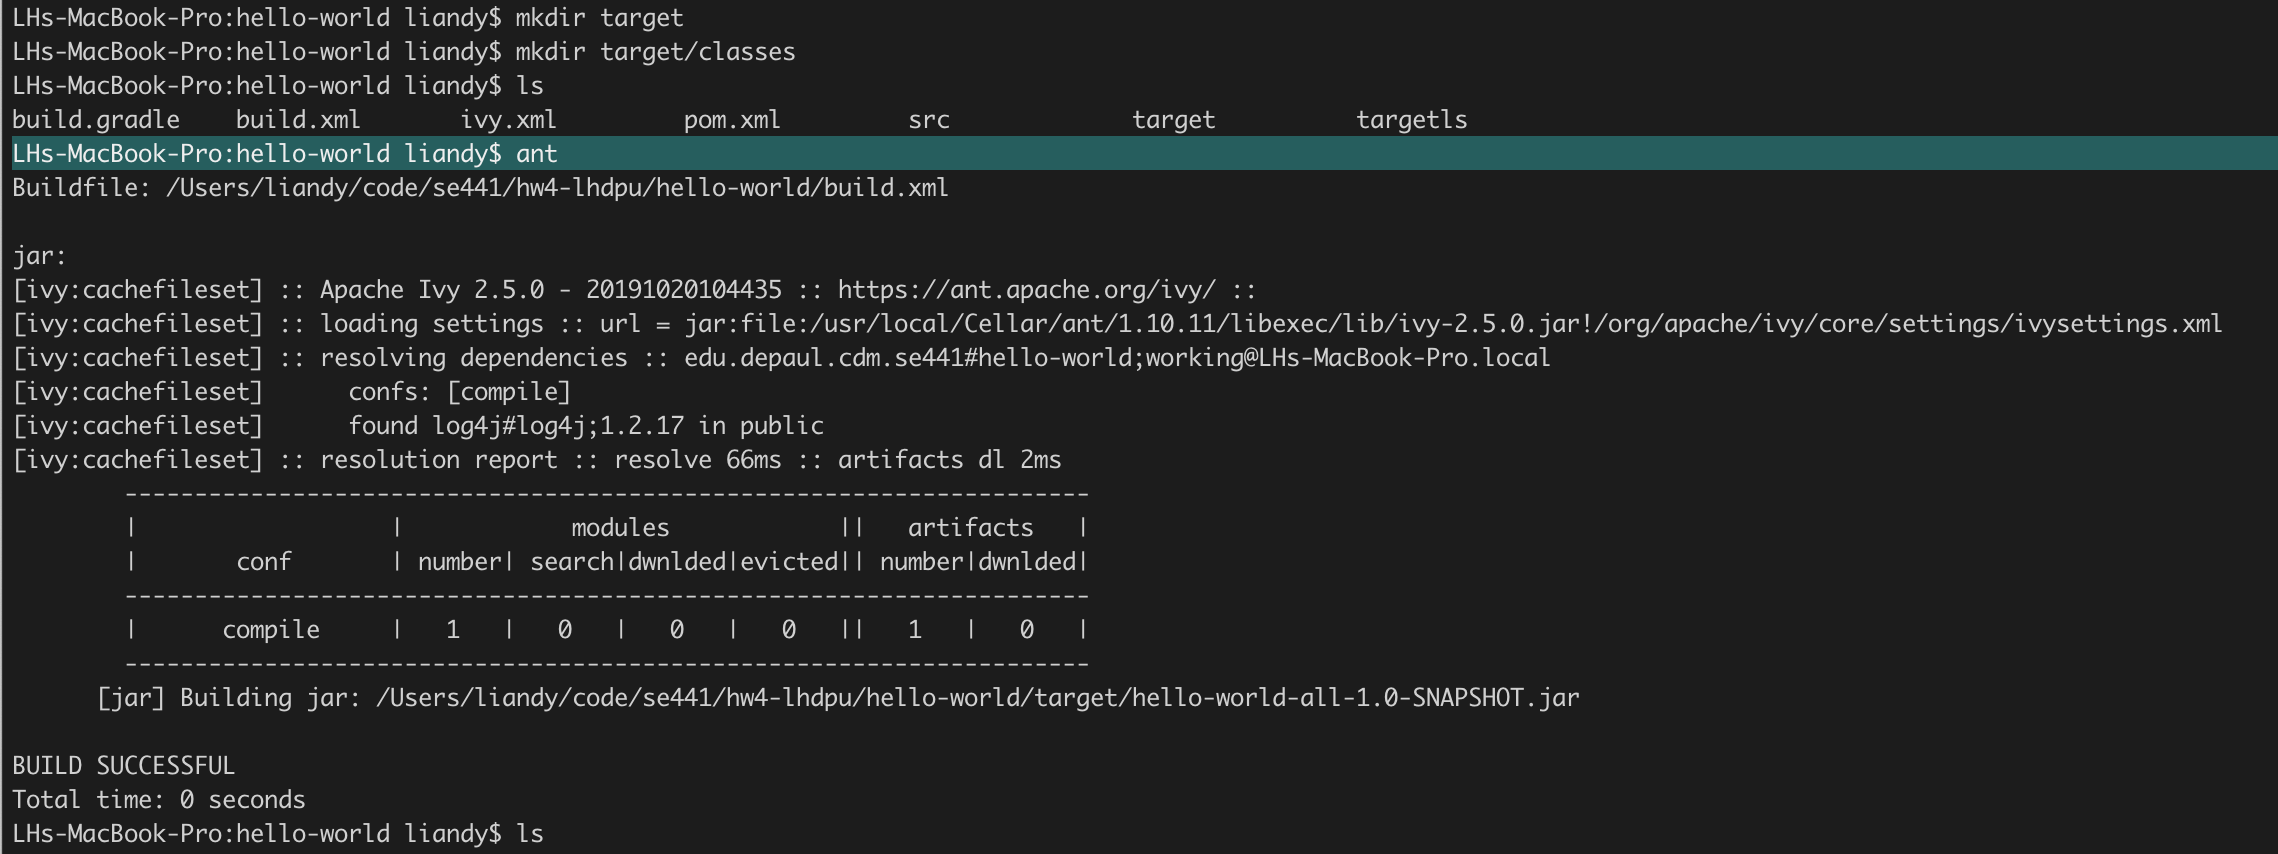 LHs-MacBook-Pro:hello-world liandy$ mkdir target
LHs-MacBook-Pro:hello-world liandy$ mkdir target/classes
LHs-MacBook-Pro:hello-world liandy$ ls
build.gradle    build.xml       ivy.xml         pom.xml         src             target          targetls
LHs-MacBook-Pro:hello-world liandy$ ant
Buildfile: /Users/liandy/code/se441/hw4-lhdpu/hello-world/build.xml

jar:
[ivy:cachefileset] :: Apache Ivy 2.5.0 - 20191020104435 :: https://ant.apache.org/ivy/ ::
[ivy:cachefileset] :: loading settings :: url = jar:file:/usr/local/Cellar/ant/1.10.11/libexec/lib/ivy-2.5.0.jar!/org/apache/ivy/core/settings/ivysettings.xml
[ivy:cachefileset] :: resolving dependencies :: edu.depaul.cdm.se441#hello-world;working@LHs-MacBook-Pro.local
[ivy:cachefileset]      confs: [compile]
[ivy:cachefileset]      found log4j#log4j;1.2.17 in public
[ivy:cachefileset] :: resolution report :: resolve 66ms :: artifacts dl 2ms
        ---------------------------------------------------------------------
        |                  |            modules            ||   artifacts   |
        |       conf       | number| search|dwnlded|evicted|| number|dwnlded|
        ---------------------------------------------------------------------
        |      compile     |   1   |   0   |   0   |   0   ||   1   |   0   |
        ---------------------------------------------------------------------
      [jar] Building jar: /Users/liandy/code/se441/hw4-lhdpu/hello-world/target/hello-world-all-1.0-SNAPSHOT.jar

BUILD SUCCESSFUL
Total time: 0 seconds
LHs-MacBook-Pro:hello-world liandy$ ls